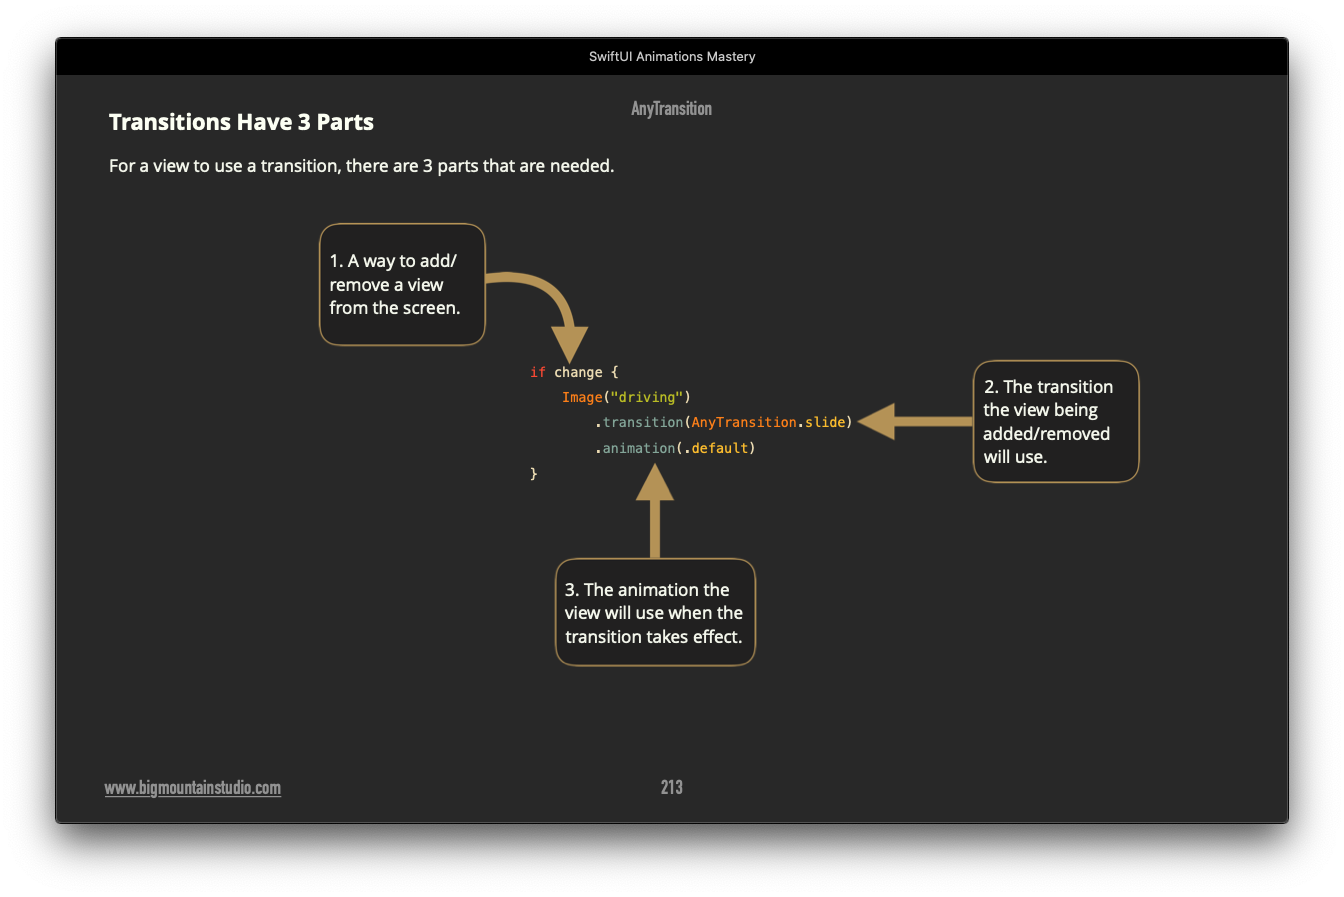 SwiftUI Animations Mastery
AnyTransition
Transitions Have 3 Parts
For a view to use a transition, there are 3 parts that are needed.
1. A way to add/
remove a view
from the screen.
if change {
Image("driving")
.transition(AnyTransition.slide)
.animation(.default)
}
2. The transition
the view being
added/removed
will use.
3. The animation the
view will use when the
transition takes effect.
www.bigmountainstudio.com
213